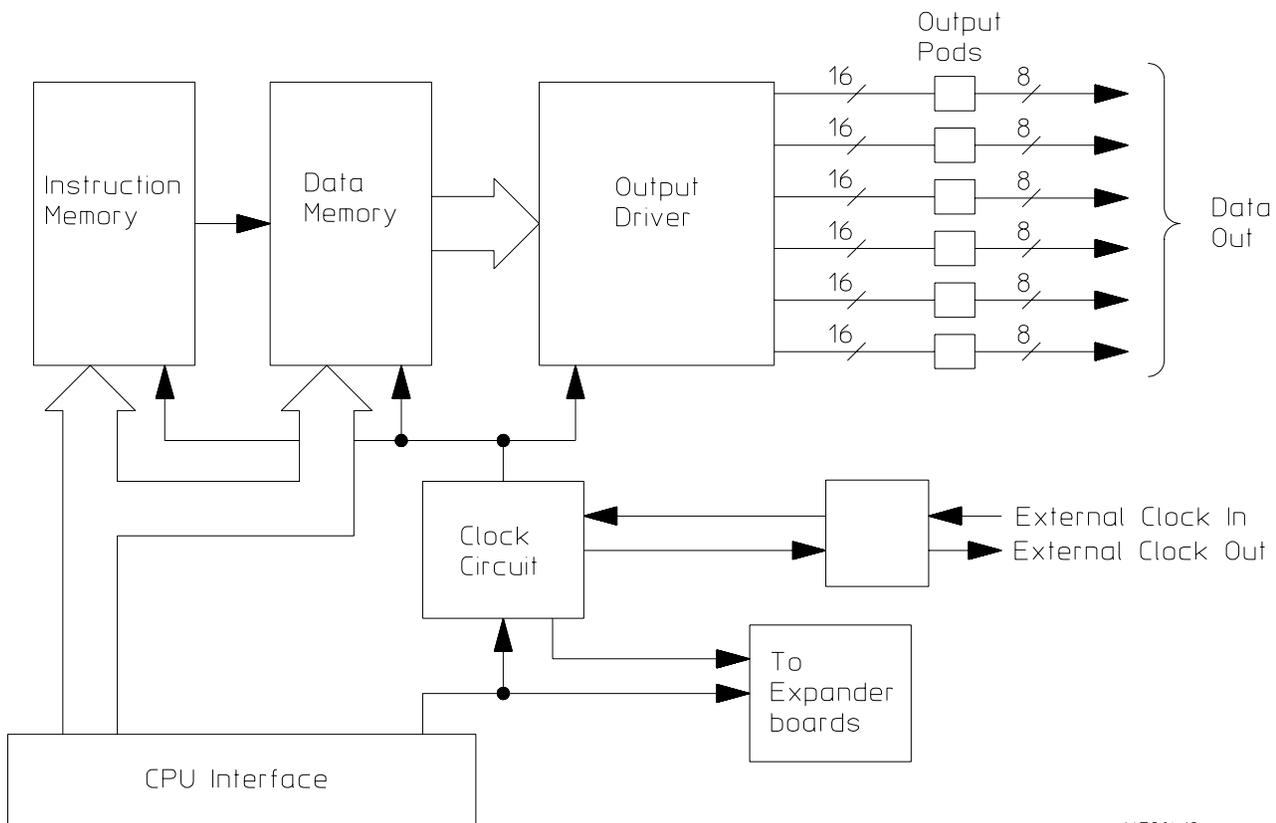 Output
Pods
16 8
16 8
16 8
16 8
16 8
16 8
Instruction
Memory
Data
Memory
Output
Driver
Data
Out
Clock
Circuit
External Clock In
External Clock Out
To
Expander
boards
CPU Interface